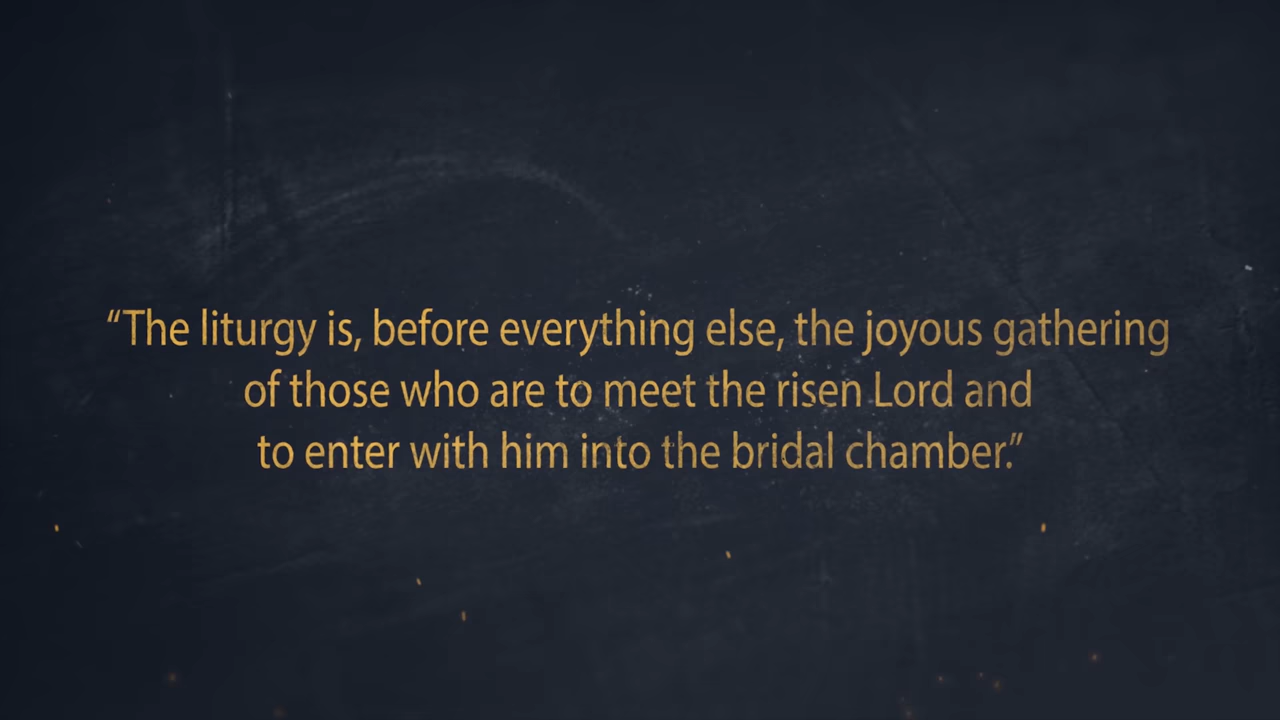 “The liturgy is, before everything else, the joyous gathering
of those who are to meet the risen Lord and
to enter with him into the bridal chamber.”